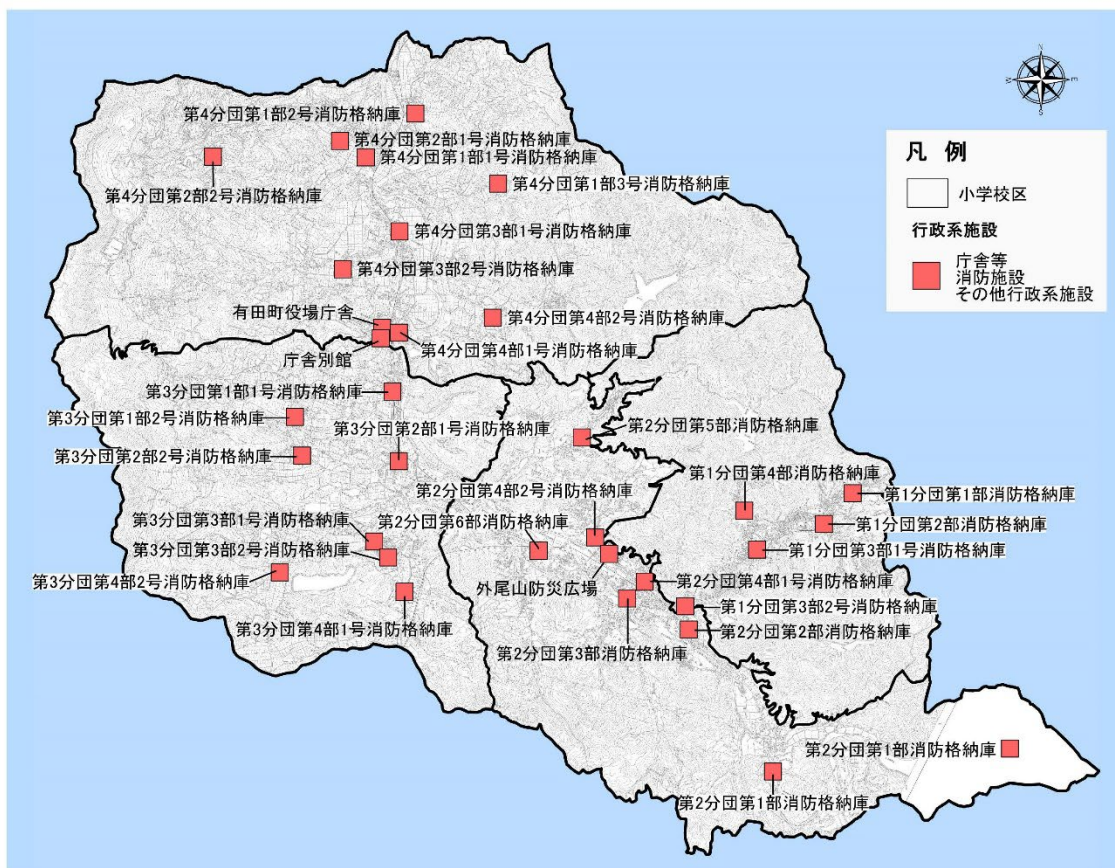 N
E
S
凡 例
小学校区
行政系施設
庁舎等
消防施設
その他行政系施設
第4分団第1部2号消防格納庫
第4分団第2部1号消防格納庫
第4分団第1部1号消防格納庫
第4分団第2部2号消防格納庫
第4分団第1部3号消防格納庫
第4分団第3部1号消防格納庫
第4分団第3部2号消防格納庫
有田町役場庁舎
第4分団第4部2号消防格納庫
第4分団第4部1号消防格納庫
庁舎別館
第3分団第1部1号消防格納庫
第3分団第1部2号消防格納庫
第3分団第2部1号消防格納庫
第2分団第5部消防格納庫
第3分団第2部2号消防格納庫
第1分団第4部消防格納庫
第2分団第4部2号消防格納庫
第1分団第1部消防格納庫
第3分団第3部1号消防格納庫
第2分団第6部消防格納庫
第1分団第2部消防格納庫
第3分団第3部2号消防格納庫
第1分団第3部1号消防格納庫
第3分団第4部2号消防格納庫
外尾山防災広場
第2分団第4部1号消防格納庫
第1分団第3部2号消防格納庫
第3分団第4部1号消防格納庫
第2分団第2部消防格納庫
第2分団第3部消防格納庫
第2分団第1部消防格納庫
第2分団第1部消防格納庫